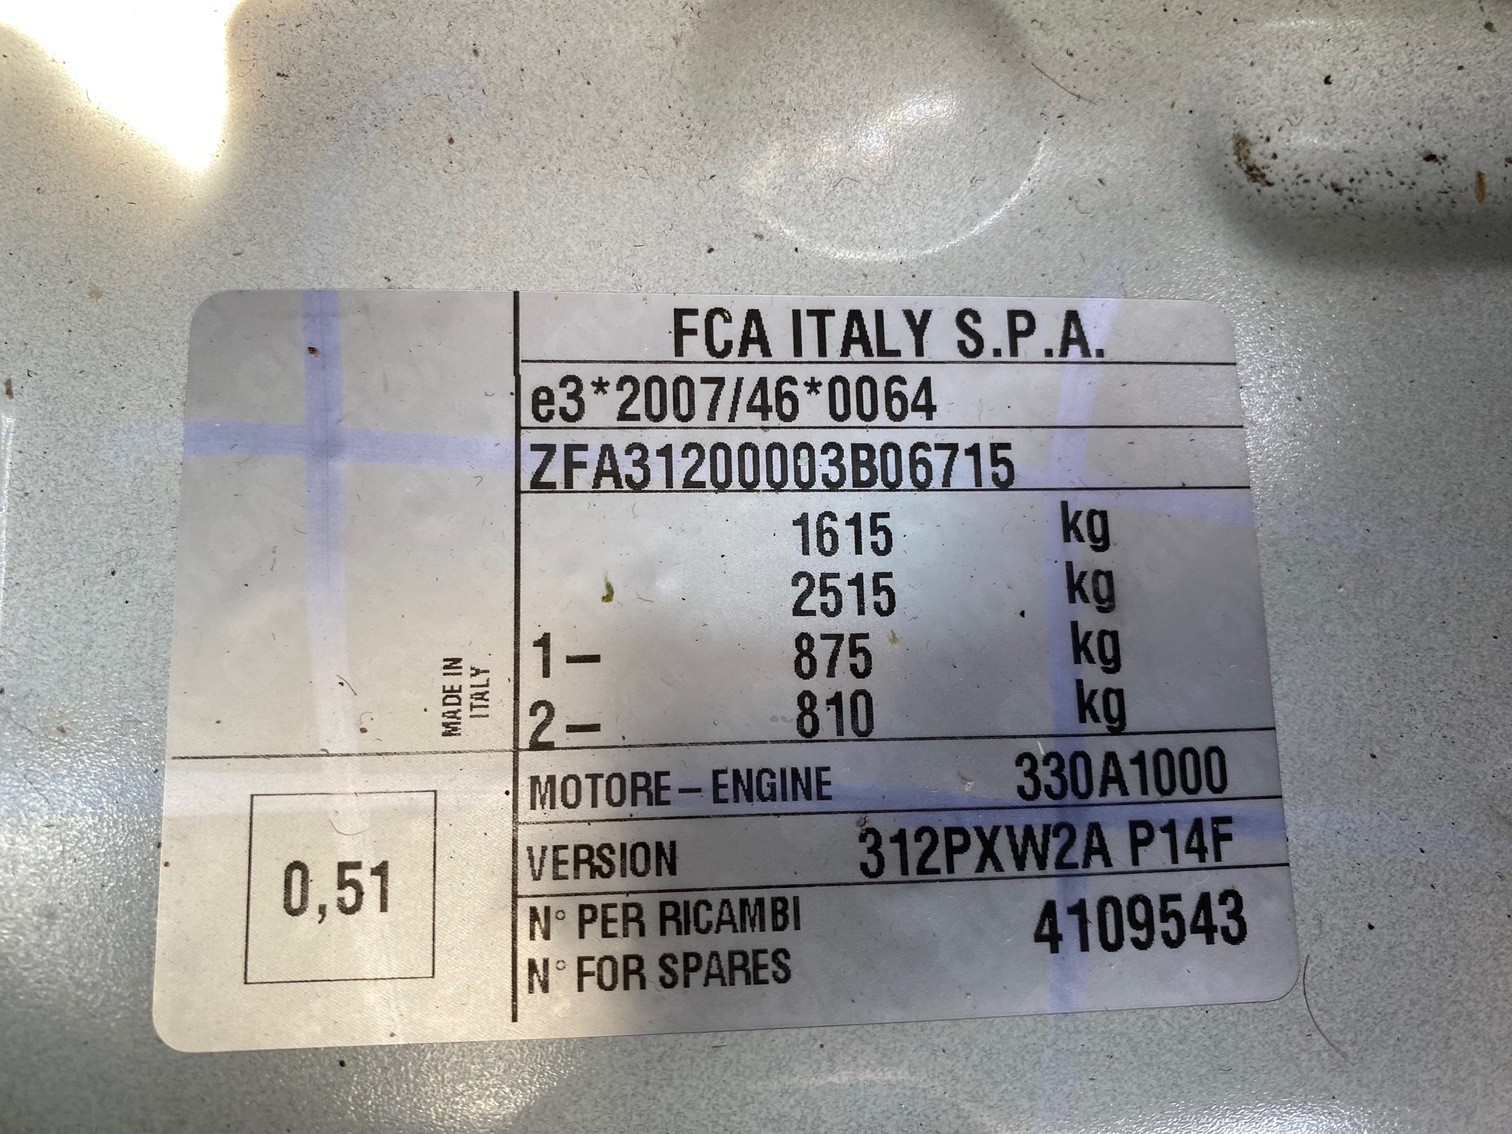 FCA ITALY S.P.A.
e3*2007/46*0064
ZFA31200003B06715
1615 kg
2515 kg
1– 875 kg
2– 810 kg
MADE IN
ITALY
MOTORE – ENGINE 330A1000
VERSION 312PXW2A P14F
0,51
N° PER RICAMBI 4109543
N° FOR SPARES